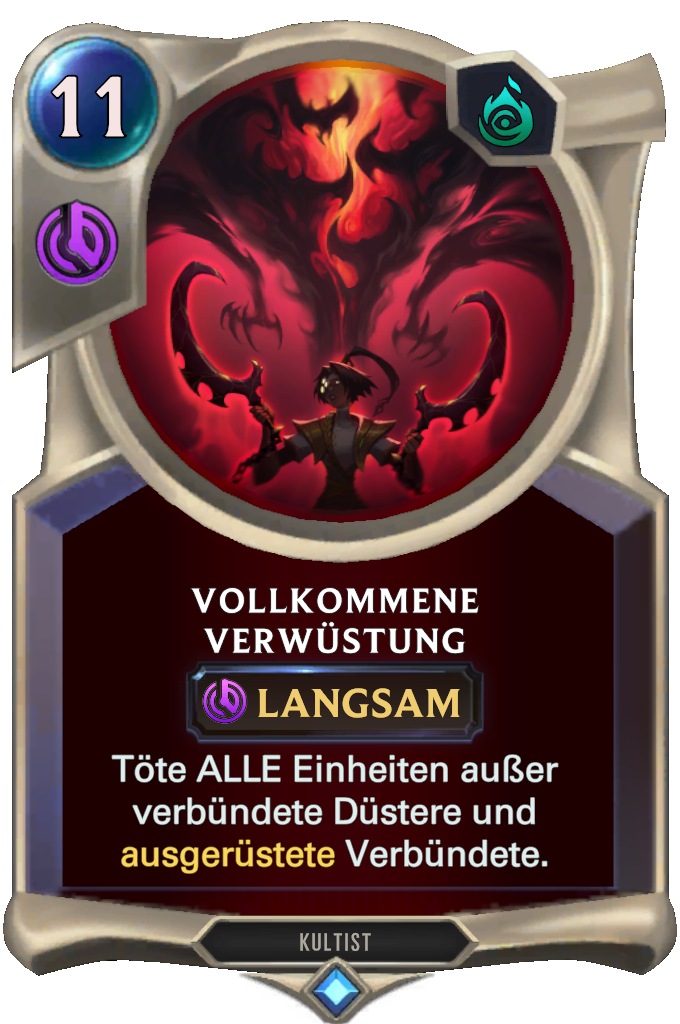 11
VOLLKOMMENE
VERWÜSTUNG
LANGSAM
Töte ALLE Einheiten außer
verbündete Düstere und
ausgerüstete Verbündete.
KULTIST